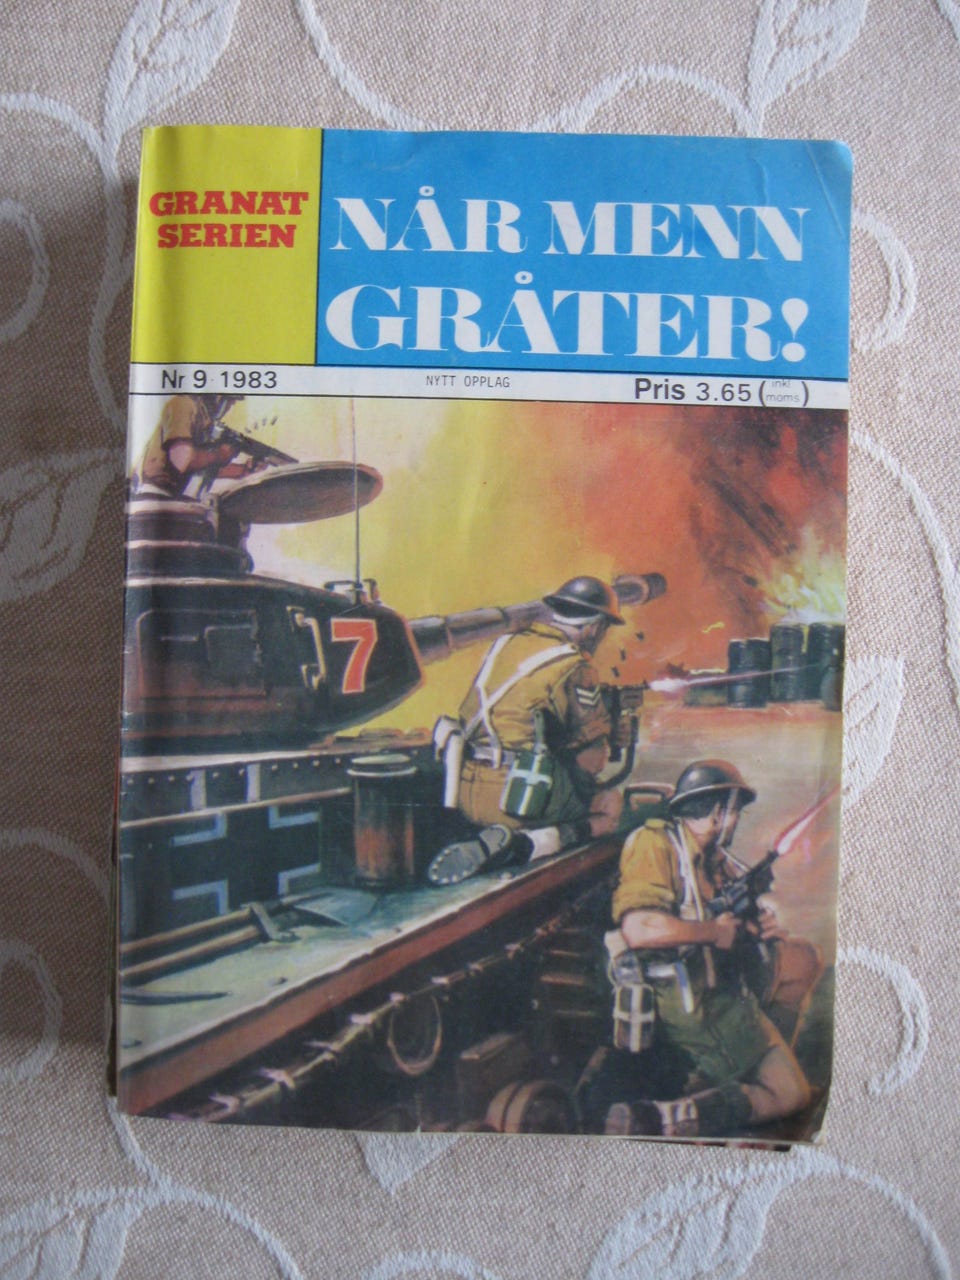 GRANAT
SERIEN
NÅR MENN
GRÅTER!
Nr 9 · 1983
NYTT OPPLAG
Pris 3.65 (inkl moms)
7